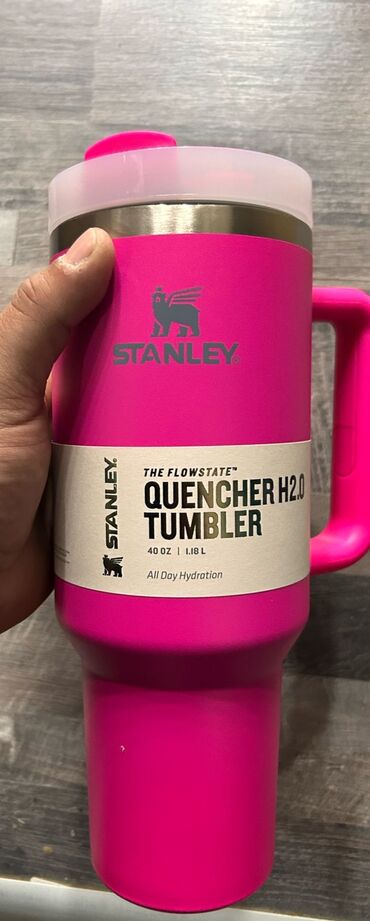 STANLEY®
STANLEY®
THE FLOWSTATE™
QUENCHER H2.0
TUMBLER
40 OZ | 1.18 L
All Day Hydration